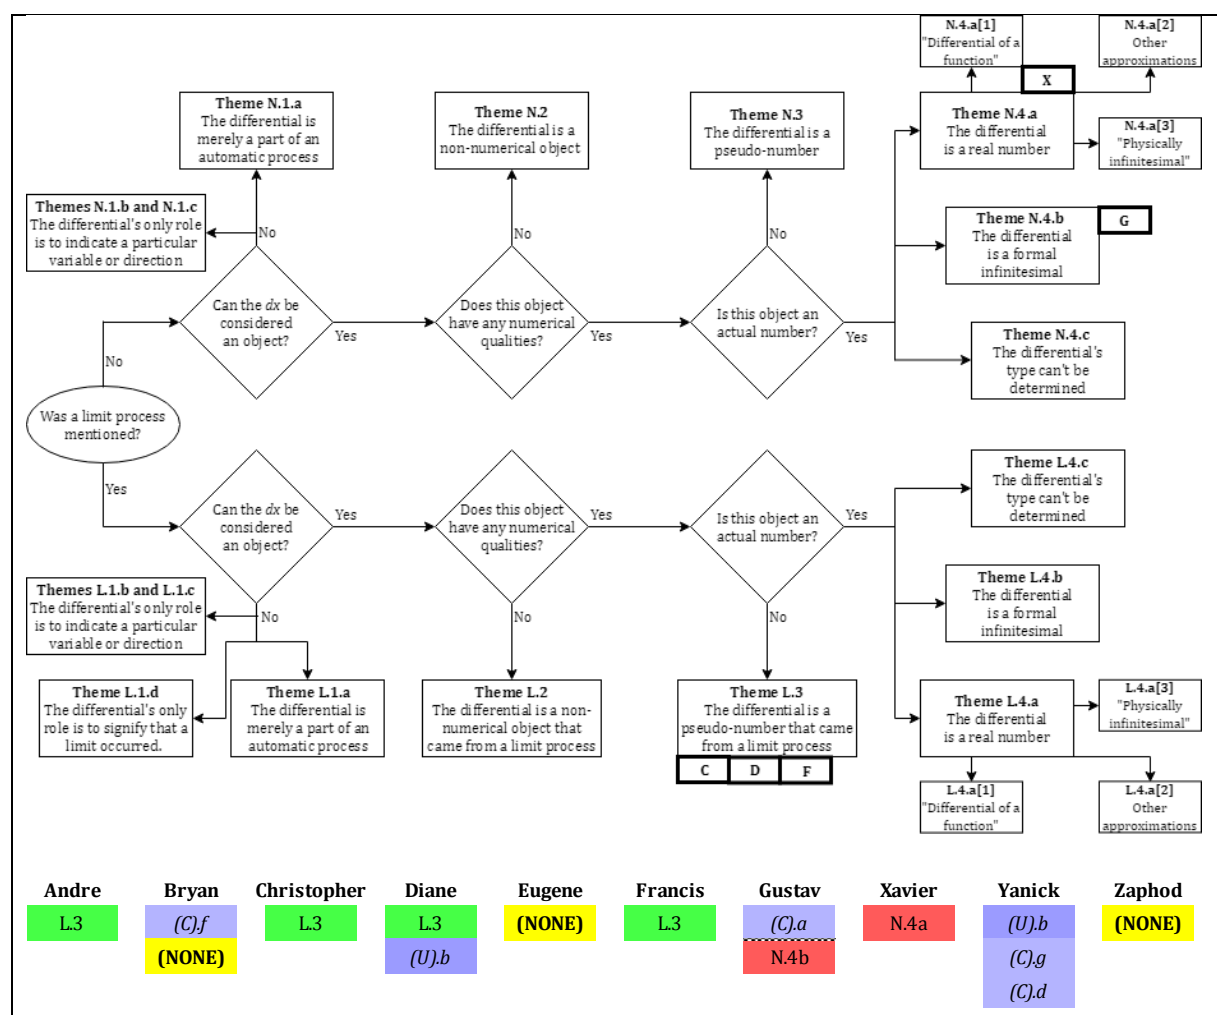 N.4.a[1]
"Differential of a
function"
N.4.a[2]
Other
approximations
X
Theme N.1.a
The differential is
merely a part of an
automatic process
Theme N.2
The differential is a
non-numerical object
Theme N.3
The differential is a
pseudo-number
Theme N.4.a
The differential
is a real number
N.4.a[3]
"Physically
infinitesimal"
Themes N.1.b and N.1.c
The differential's only role
is to indicate a particular
variable or direction
No
No
No
Theme N.4.b
The differential
is a formal
infinitesimal
G
Can the dx be
considered
an object?
Yes
Does this object
have any numerical
qualities?
Yes
Is this object an
actual number?
Yes
Theme N.4.c
The differential's
type can't be
determined
No
Was a limit process
mentioned?
Yes
Can the dx be
considered
an object?
Yes
Does this object
have any numerical
qualities?
Yes
Is this object an
actual number?
Yes
Theme L.4.c
The differential's
type can't be
determined
Themes L.1.b and L.1.c
The differential's only role
is to indicate a particular
variable or direction
No
No
No
Theme L.4.b
The differential
is a formal
infinitesimal
Theme L.1.d
The differential's only
role is to signify that a
limit occurred.
Theme L.1.a
The differential is
merely a part of an
automatic process
Theme L.2
The differential is a non-
numerical object that
came from a limit process
Theme L.3
The differential is a
pseudo-number that came
from a limit process
C D F
Theme L.4.a
The differential
is a real number
L.4.a[3]
"Physically
infinitesimal"
L.4.a[1]
"Differential of a
function"
L.4.a[2]
Other
approximations
Andre Bryan Christopher Diane Eugene Francis Gustav Xavier Yanick Zaphod
L.3 (C).f L.3 L.3 (NONE) L.3 (C).a N.4a (U).b (NONE)
(NONE) (U).b N.4b (C).g
(C).d